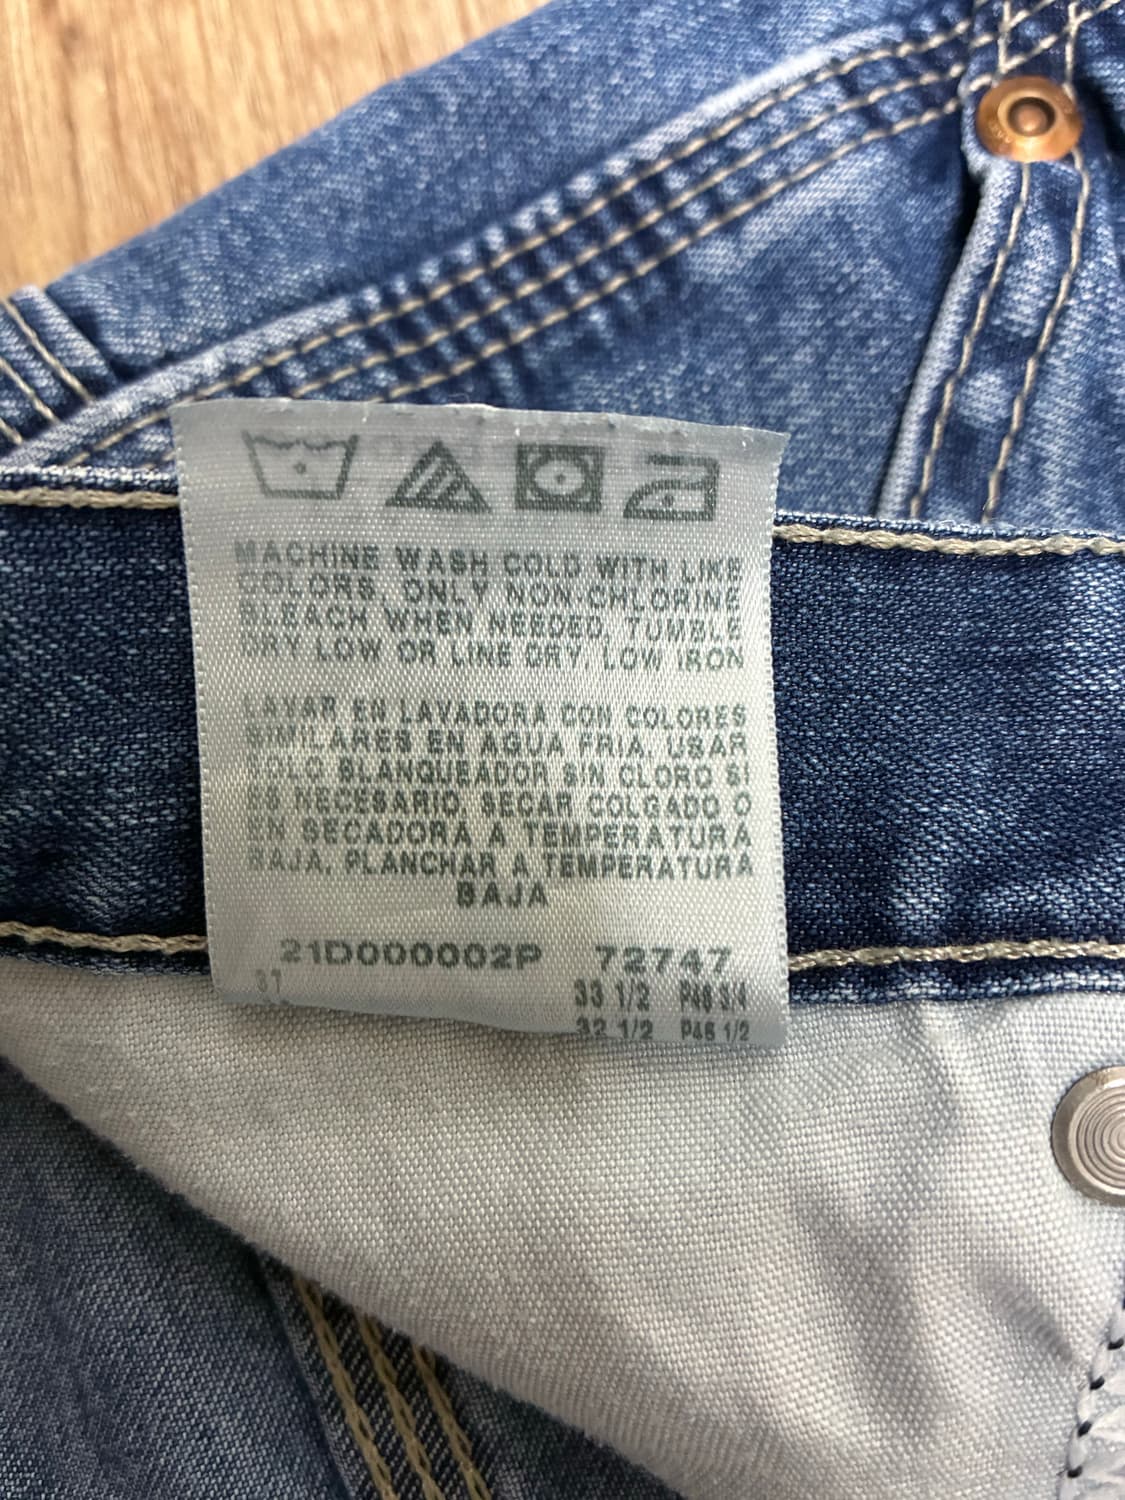 MACHINE WASH COLD WITH LIKE
COLORS, ONLY NON-CHLORINE
BLEACH WHEN NEEDED, TUMBLE
DRY LOW OR LINE DRY, LOW IRON
LAVAR EN LAVADORA CON COLORES
SIMILARES EN AGUA FRIA, USAR
SOLO BLANQUEADOR SIN CLORO SI
ES NECESARIO, SECAR COLGADO O
EN SECADORA A TEMPERATURA
BAJA, PLANCHAR A TEMPERATURA
BAJA
21D000002P 72747
37 33 1/2 P48 3/4
32 1/2 P46 1/2